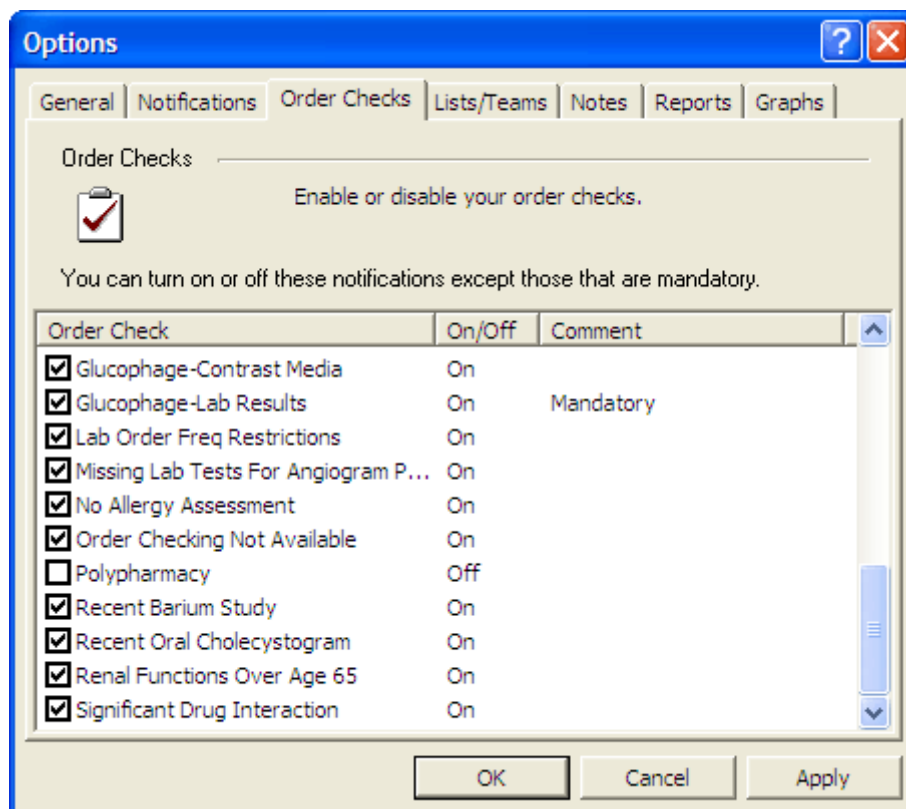 Options
General Notifications Order Checks Lists/Teams Notes Reports Graphs
Order Checks
Enable or disable your order checks.
You can turn on or off these notifications except those that are mandatory.
Order Check On/Off Comment
Glucophage-Contrast Media On
Glucophage-Lab Results On Mandatory
Lab Order Freq Restrictions On
Missing Lab Tests For Angiogram P... On
No Allergy Assessment On
Order Checking Not Available On
Polypharmacy Off
Recent Barium Study On
Recent Oral Cholecystogram On
Renal Functions Over Age 65 On
Significant Drug Interaction On
OK Cancel Apply